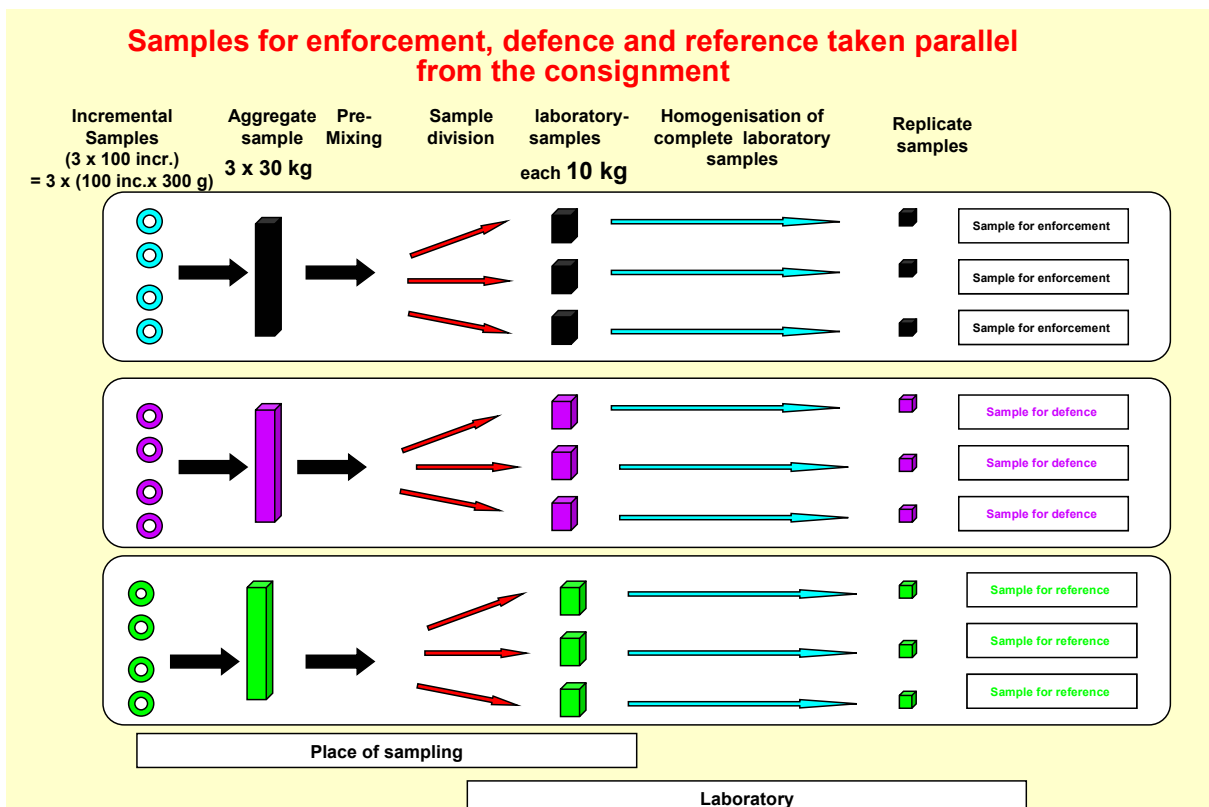 Samples for enforcement, defence and reference taken parallel
from the consignment
Incremental
Samples
(3 x 100 incr.)
= 3 x (100 inc.x 300 g)
Aggregate
sample
3 x 30 kg
Pre-
Mixing
Sample
division
laboratory-
samples
each 10 kg
Homogenisation of
complete laboratory
samples
Replicate
samples
Sample for enforcement
Sample for enforcement
Sample for enforcement
Sample for defence
Sample for defence
Sample for defence
Sample for reference
Sample for reference
Sample for reference
Place of sampling
Laboratory